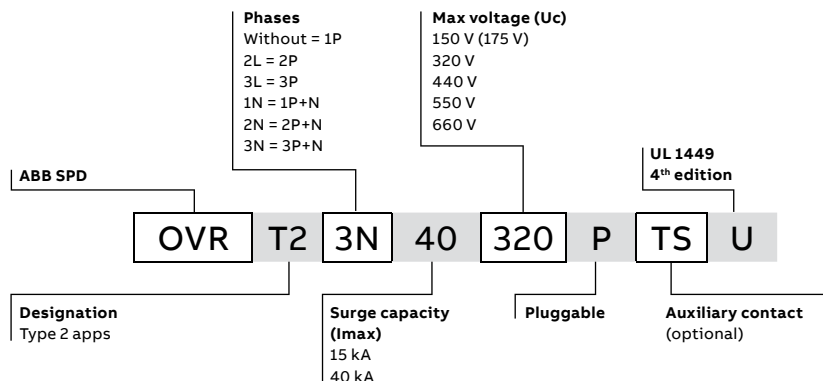 Phases
Without = 1P
2L = 2P
3L = 3P
1N = 1P+N
2N = 2P+N
3N = 3P+N
Max voltage (Uc)
150 V (175 V)
320 V
440 V
550 V
660 V
ABB SPD
UL 1449
4th edition
OVR T2 3N 40 320 P TS U
Designation
Type 2 apps
Surge capacity
(Imax)
15 kA
40 kA
Pluggable
Auxiliary contact
(optional)